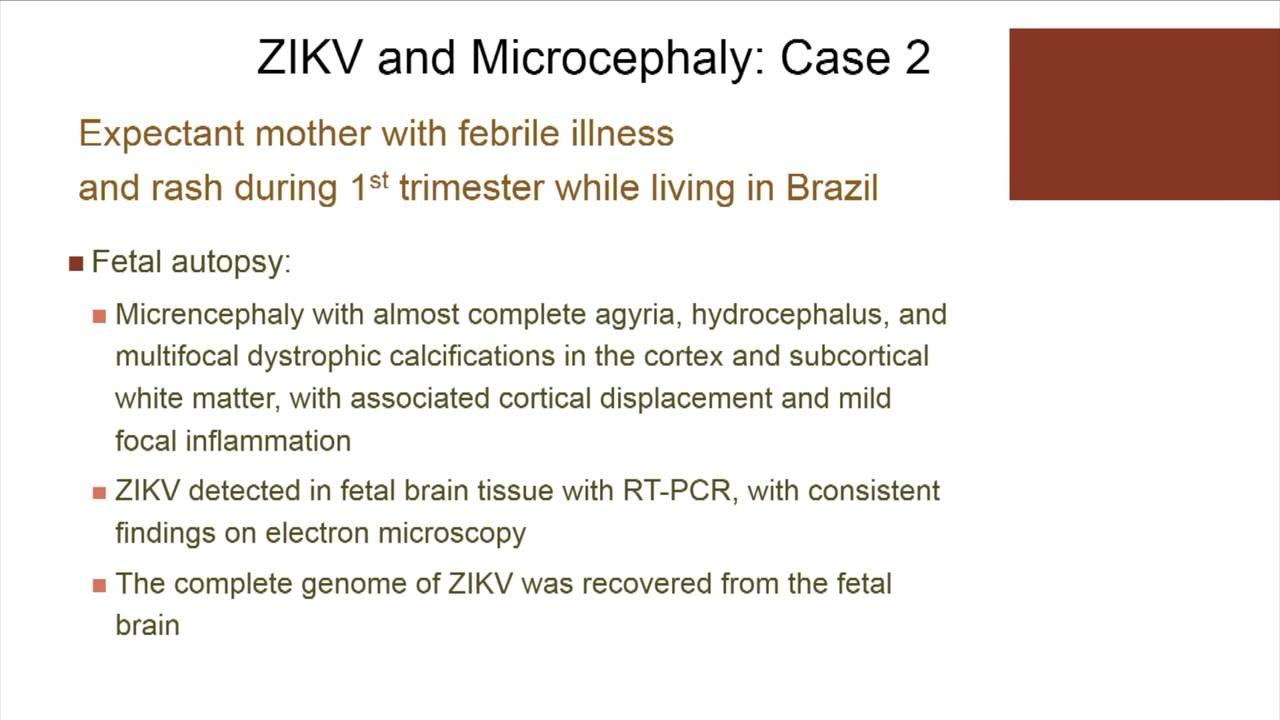 ZIKV and Microcephaly: Case 2
Expectant mother with febrile illness
and rash during 1st trimester while living in Brazil
Fetal autopsy:
Micrencephaly with almost complete agyria, hydrocephalus, and
multifocal dystrophic calcifications in the cortex and subcortical
white matter, with associated cortical displacement and mild
focal inflammation
ZIKV detected in fetal brain tissue with RT-PCR, with consistent
findings on electron microscopy
The complete genome of ZIKV was recovered from the fetal
brain